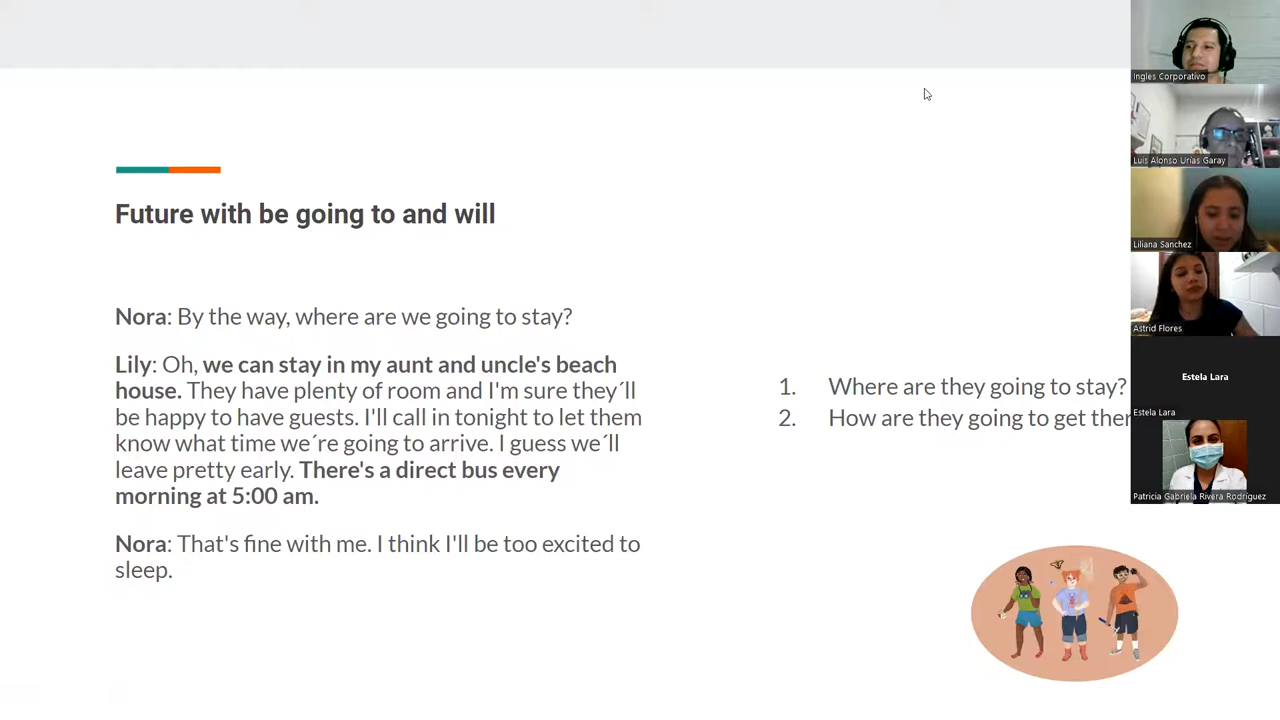 Future with be going to and will
Nora: By the way, where are we going to stay?
Lily: Oh, we can stay in my aunt and uncle's beach
house. They have plenty of room and I'm sure they´ll
be happy to have guests. I'll call in tonight to let them
know what time we´re going to arrive. I guess we´ll
leave pretty early. There's a direct bus every
morning at 5:00 am.
Nora: That's fine with me. I think I'll be too excited to
sleep.
1. Where are they going to stay?
2. How are they going to get ther
Ingles Corporativo
Luis Alonso Urías Garay
Liliana Sanchez
Astrid Flores
Estela Lara
Estela Lara
Patricia Gabriela Rivera Rodríguez